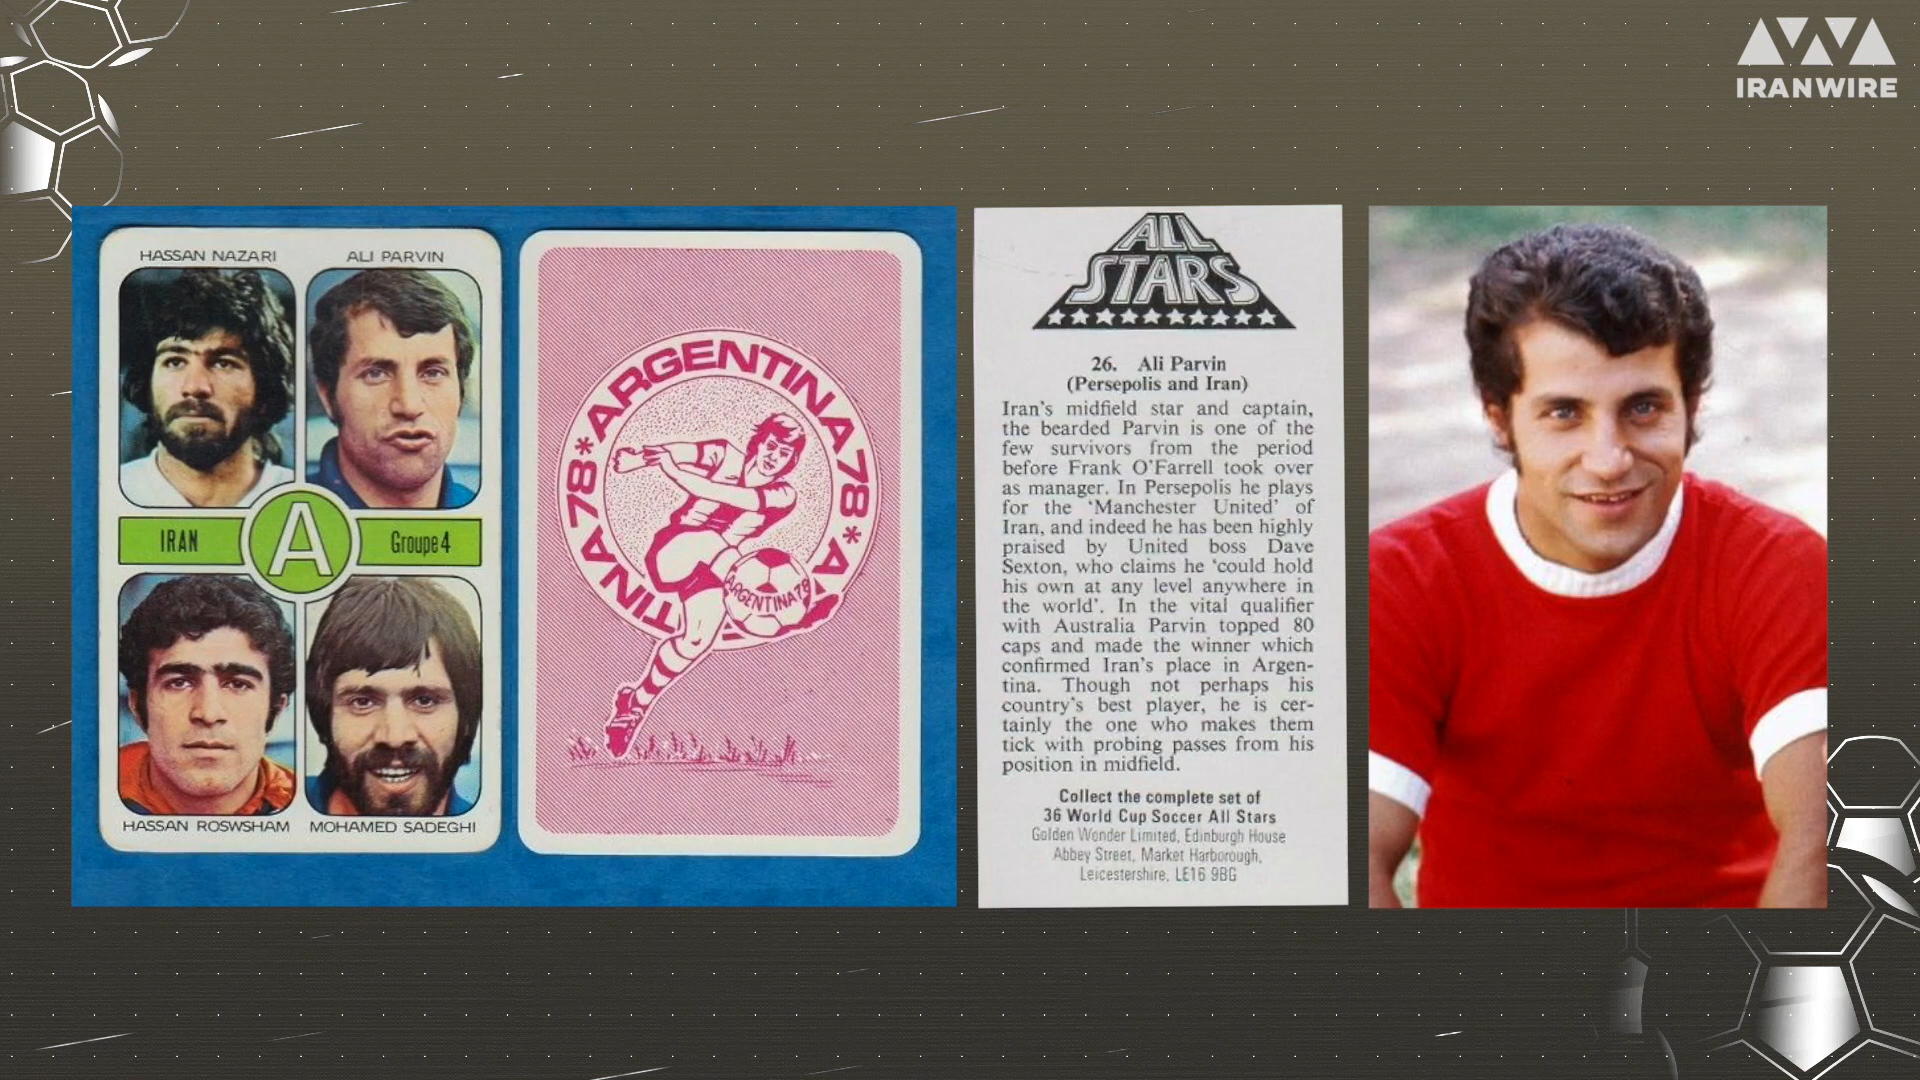 IRANWIRE
HASSAN NAZARI
ALI PARVIN
IRAN
A
Groupe 4
HASSAN ROSWSHAM
MOHAMED SADEGHI
TINA 78 * ARGENTINA 78 * A
ARGENTINA 78
ALL
STARS
26. Ali Parvin
(Persepolis and Iran)
Iran's midfield star and captain,
the bearded Parvin is one of the
few survivors from the period
before Frank O'Farrell took over
as manager. In Persepolis he plays
for the 'Manchester United' of
Iran, and indeed he has been highly
praised by United boss Dave
Sexton, who claims he 'could hold
his own at any level anywhere in
the world'. In the vital qualifier
with Australia Parvin topped 80
caps and made the winner which
confirmed Iran's place in Argen-
tina. Though not perhaps his
country's best player, he is cer-
tainly the one who makes them
tick with probing passes from his
position in midfield.
Collect the complete set of
36 World Cup Soccer All Stars
Golden Wonder Limited, Edinburgh House
Abbey Street, Market Harborough,
Leicestershire, LE16 9BG